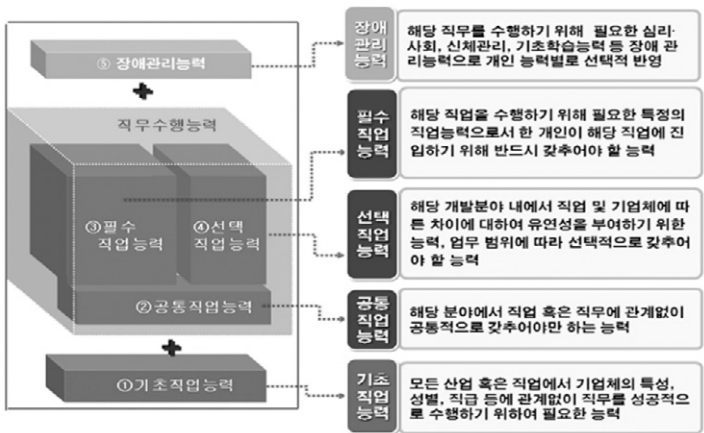 ⑤ 장애관리능력
직무수행능력
③필수
직업능력
④선택
직업능력
②공통직업능력
①기초직업능력
장애
관리
능력
해당 직무를 수행하기 위해 필요한 심리·
사회, 신체관리, 기초학습능력 등 장애 관
리능력으로 개인 능력별로 선택적 반영
필수
직업
능력
해당 직업을 수행하기 위해 필요한 특정의
직업능력으로서 한 개인이 해당 직업에 진
입하기 위해 반드시 갖추어야 할 능력
선택
직업
능력
해당 개발분야 내에서 직업 및 기업체에 따
른 차이에 대하여 유연성을 부여하기 위한
능력, 업무 범위에 따라 선택적으로 갖추어
야 할 능력
공통
직업
능력
해당 분야에서 직업 혹은 직무에 관계없이
공통적으로 갖추어야만 하는 능력
기초
직업
능력
모든 산업 혹은 직업에서 기업체의 특성,
성별, 직급 등에 관계없이 직무를 성공적으
로 수행하기 위하여 필요한 능력